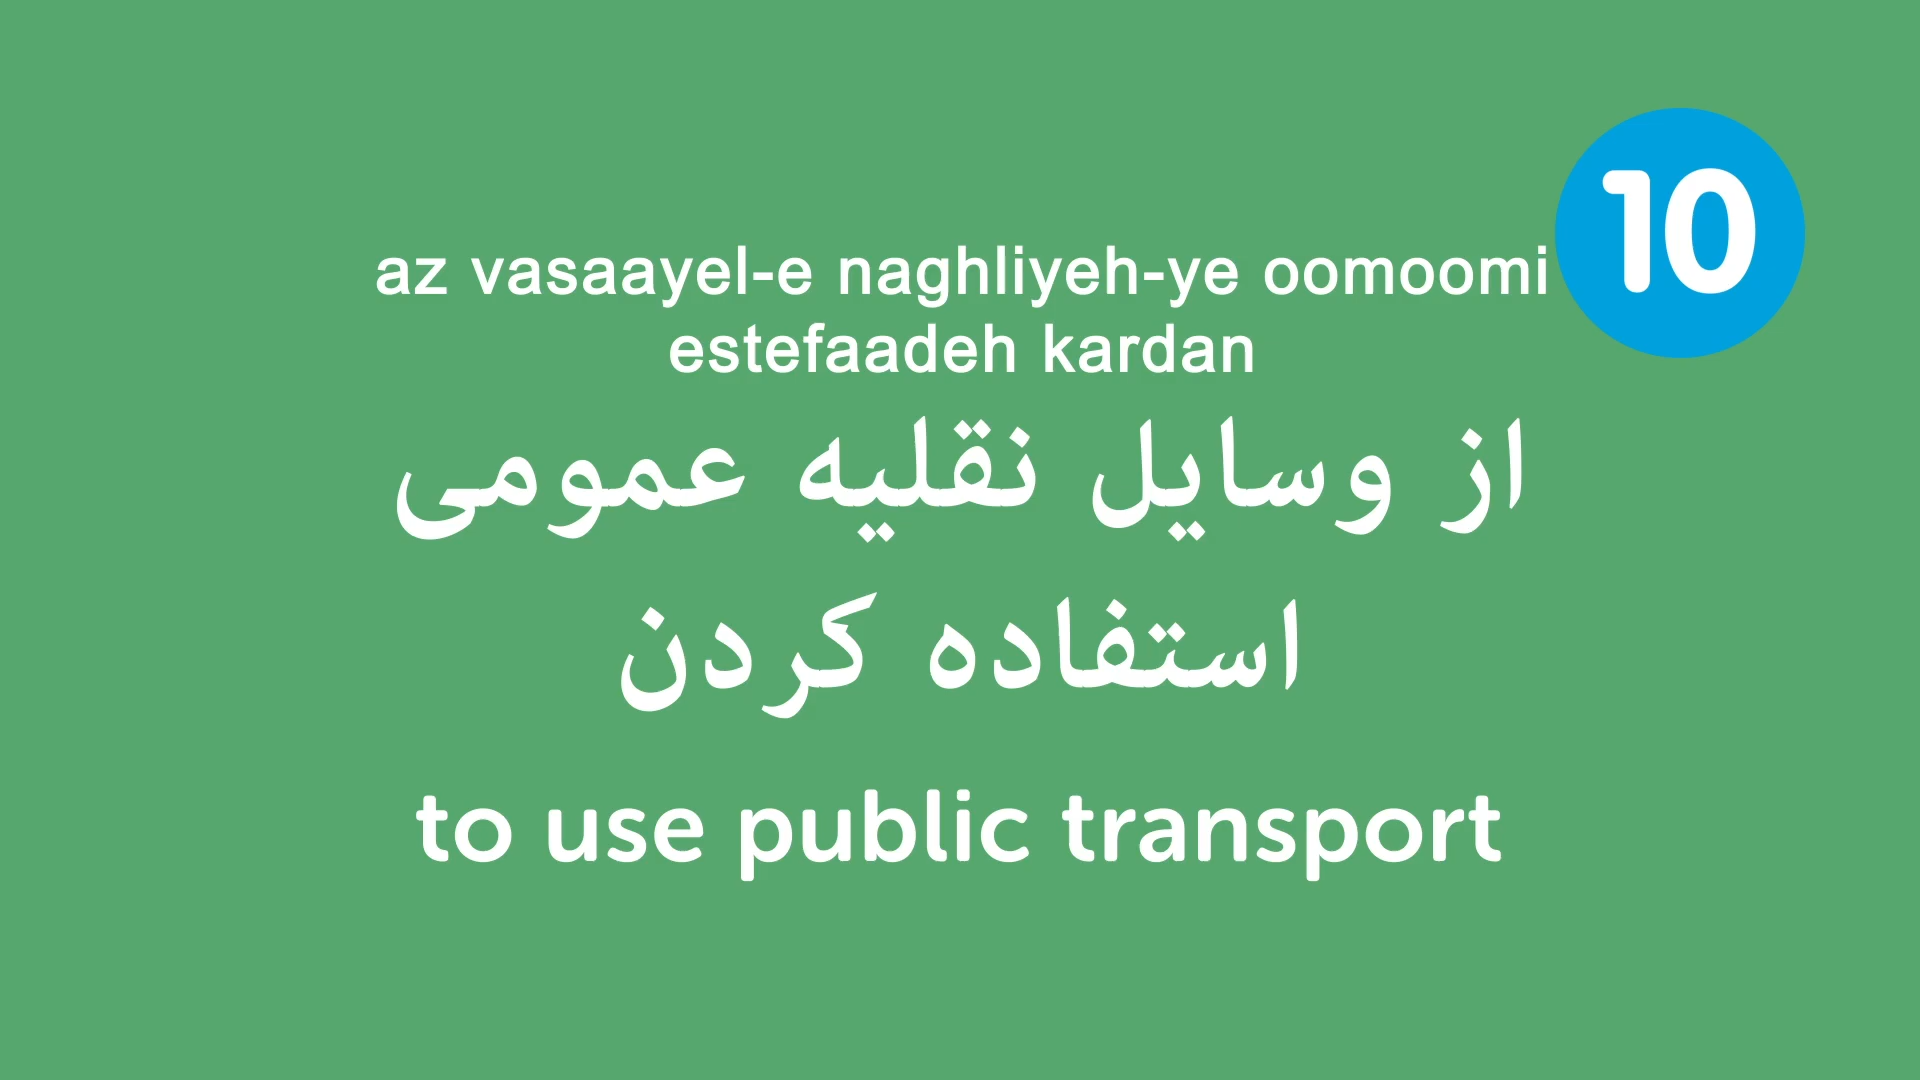 10
az vasaayel-e naghliyeh-ye oomoomi
estefaadeh kardan
از وسایل نقلیه عمومی
استفاده کردن
to use public transport